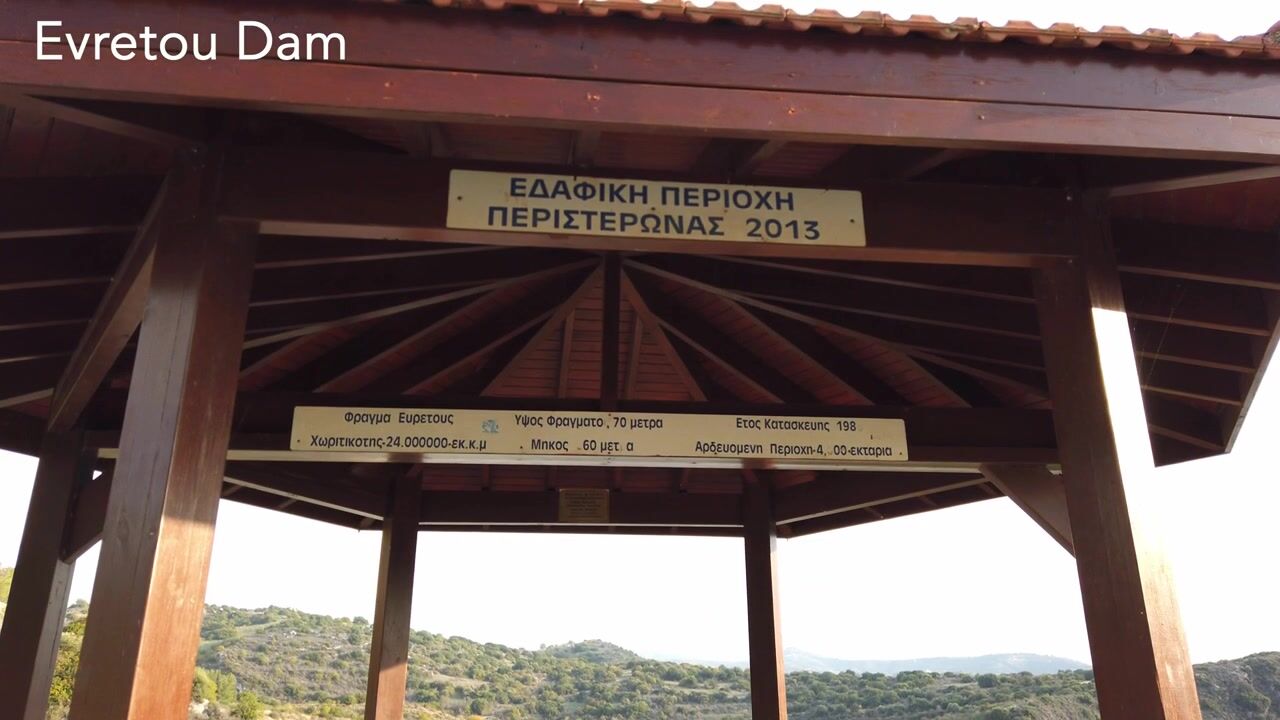 Evretou Dam
ΕΔΑΦΙΚΗ ΠΕΡΙΟΧΗ
ΠΕΡΙΣΤΕΡΩΝΑΣ 2013
Φραγμα Ευρετους Υψος Φραγματο 70 μετρα Ετος Κατασκευης 198
Χωριτικοτης-24.000000-εκ.κ.μ Μηκος 60 μετ α Αρδευομενη Περιοχη-4, 00-εκταρια